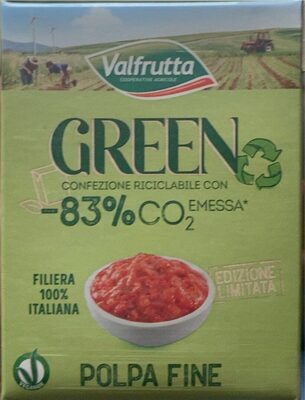 Valfrutta
COOPERATIVE AGRICOLE
GREEN
CONFEZIONE RICICLABILE CON
83% CO2 EMESSA*
FILIERA
100%
ITALIANA
EDIZIONE
LIMITATA
POLPA FINE